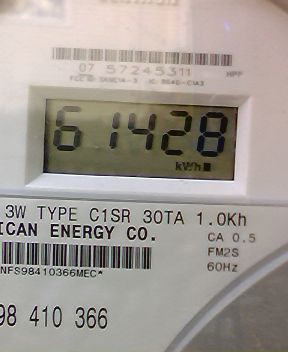 07 57245311 HPP
61428
kWh
3W TYPE C1SR 30TA 1.0Kh
ICAN ENERGY CO.
CA 0.5
FM2S
60Hz
NFS98410366MEC*
98 410 366